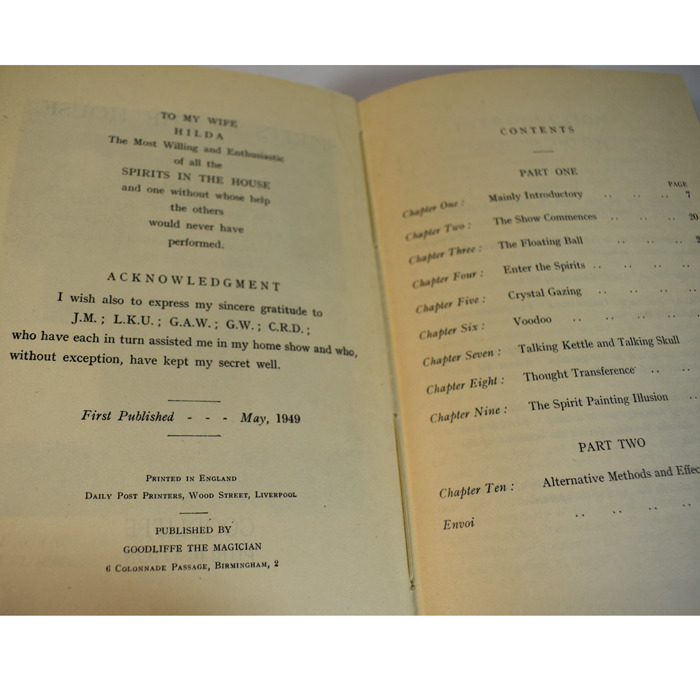 TO MY WIFE
HILDA
The Most Willing and Enthusiastic
of all the
SPIRITS IN THE HOUSE
and one without whose help
the others
would never have
performed.
ACKNOWLEDGMENT
I wish also to express my sincere gratitude to
J.M. ; L.K.U. ; G.A.W. ; G.W. ; C.R.D. ;
who have each in turn assisted me in my home show and who,
without exception, have kept my secret well.
First Published - - - May, 1949
PRINTED IN ENGLAND
DAILY POST PRINTERS, WOOD STREET, LIVERPOOL
PUBLISHED BY
GOODLIFFE THE MAGICIAN
6 COLONNADE PASSAGE, BIRMINGHAM, 2
CONTENTS
PART ONE
PAGE
Chapter One : Mainly Introductory .. .. .. 7
Chapter Two : The Show Commences .. .. .. 20
Chapter Three : The Floating Ball .. .. .. 2
Chapter Four : Enter the Spirits .. .. .. ..
Chapter Five : Crystal Gazing .. .. ..
Chapter Six : Voodoo .. .. .. ..
Chapter Seven : Talking Kettle and Talking Skull
Chapter Eight : Thought Transference .. ..
Chapter Nine : The Spirit Painting Illusion ..
PART TWO
Chapter Ten : Alternative Methods and Effec
Envoi .. .. .. ..